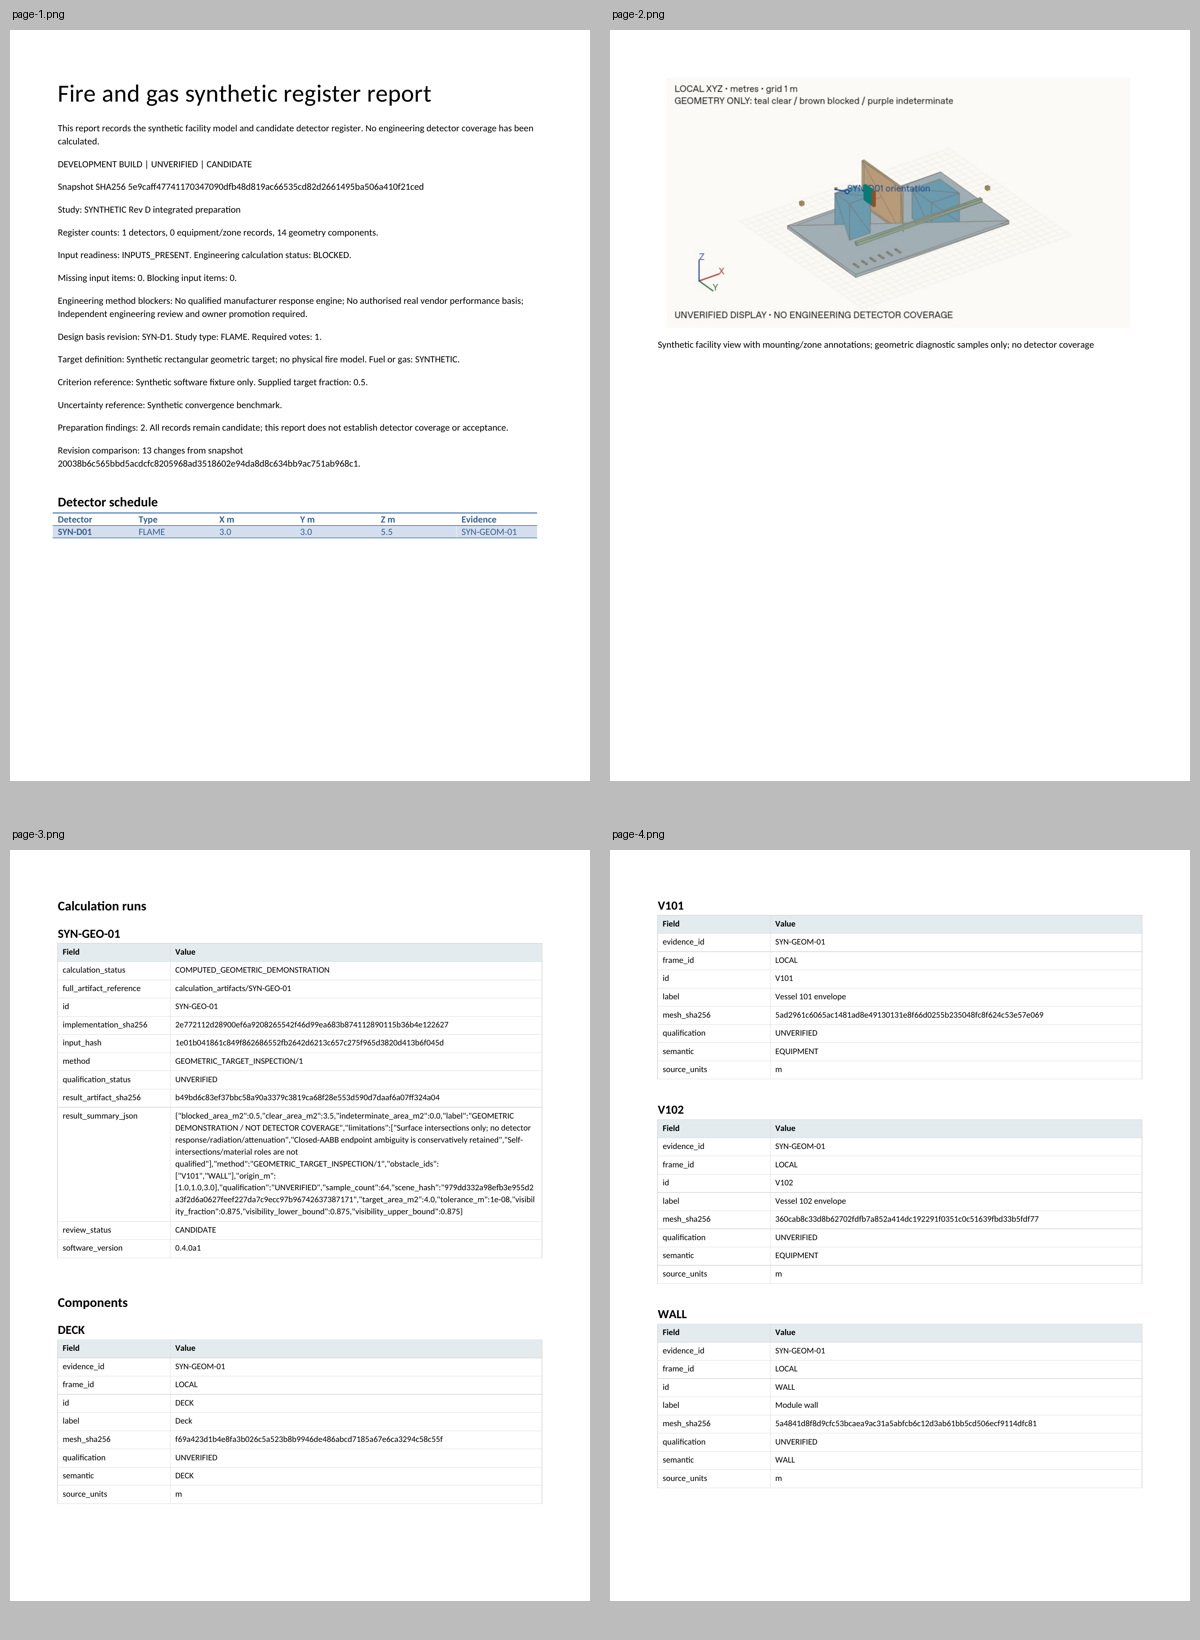 page-1.png
Fire and gas synthetic register report
This report records the synthetic facility model and candidate detector register. No engineering detector coverage has been
calculated.
DEVELOPMENT BUILD | UNVERIFIED | CANDIDATE
Snapshot SHA256 5e9caff47741170347090dfb48d819ac66535cd82d2661495ba506a410f21ced
Study: SYNTHETIC Rev D integrated preparation
Register counts: 1 detectors, 0 equipment/zone records, 14 geometry components.
Input readiness: INPUTS_PRESENT. Engineering calculation status: BLOCKED.
Missing input items: 0. Blocking input items: 0.
Engineering method blockers: No qualified manufacturer response engine; No authorised real vendor performance basis;
Independent engineering review and owner promotion required.
Design basis revision: SYN-D1. Study type: FLAME. Required votes: 1.
Target definition: Synthetic rectangular geometric target; no physical fire model. Fuel or gas: SYNTHETIC.
Criterion reference: Synthetic software fixture only. Supplied target fraction: 0.5.
Uncertainty reference: Synthetic convergence benchmark.
Preparation findings: 2. All records remain candidate; this report does not establish detector coverage or acceptance.
Revision comparison: 13 changes from snapshot
20038b6c565bbd5acdcfc8205968ad3518602e94da8d8c634bb9ac751ab968c1.
Detector schedule
Detector Type X m Y m Z m Evidence
SYN-D01 FLAME 3.0 3.0 5.5 SYN-GEOM-01
page-2.png
LOCAL XYZ • metres • grid 1 m
GEOMETRY ONLY: teal clear / brown blocked / purple indeterminate
SYN-D01 orientation
Z
X
Y
UNVERIFIED DISPLAY • NO ENGINEERING DETECTOR COVERAGE
Synthetic facility view with mounting/zone annotations; geometric diagnostic samples only; no detector coverage
page-3.png
Calculation runs
SYN-GEO-01
Field Value
calculation_status COMPUTED_GEOMETRIC_DEMONSTRATION
full_artifact_reference calculation_artifacts/SYN-GEO-01
id SYN-GEO-01
implementation_sha256 2e772112d28900ef6a9208265542f46d99ea683b874112890115b36b4e122627
input_hash 1e01b041861c849f862686552fb2642d6213c657c275f965d3820d413b6f045d
method GEOMETRIC_TARGET_INSPECTION/1
qualification_status UNVERIFIED
result_artifact_sha256 b49bd6c83ef37bbc58a90a3379c3819ca68f28e553d590d7daaf6a07ff324a04
result_summary_json {"blocked_area_m2":0.5,"clear_area_m2":3.5,"indeterminate_area_m2":0.0,"label":"GEOMETRIC
DEMONSTRATION / NOT DETECTOR COVERAGE","limitations":["Surface intersections only; no detector
response/radiation/attenuation","Closed-AABB endpoint ambiguity is conservatively retained","Self-
intersections/material roles are not
qualified"],"method":"GEOMETRIC_TARGET_INSPECTION/1","obstacle_ids":
["V101","WALL"],"origin_m":
[1.0,1.0,3.0],"qualification":"UNVERIFIED","sample_count":64,"scene_hash":"979dd332a98efb3e955d2
a3f2d6a0627feef227da7c9ecc97b96742637387171","target_area_m2":4.0,"tolerance_m":1e-08,"visibil
ity_fraction":0.875,"visibility_lower_bound":0.875,"visibility_upper_bound":0.875}
review_status CANDIDATE
software_version 0.4.0a1
Components
DECK
Field Value
evidence_id SYN-GEOM-01
frame_id LOCAL
id DECK
label Deck
mesh_sha256 f69a423d1b4e8fa3b026c5a523b8b9946de486abcd7185a67e6ca3294c58c55f
qualification UNVERIFIED
semantic DECK
source_units m
page-4.png
V101
Field Value
evidence_id SYN-GEOM-01
frame_id LOCAL
id V101
label Vessel 101 envelope
mesh_sha256 5ad2961c6065ac1481ad8e49130131e8f66d0255b235048fc8f624c53e57e069
qualification UNVERIFIED
semantic EQUIPMENT
source_units m
V102
Field Value
evidence_id SYN-GEOM-01
frame_id LOCAL
id V102
label Vessel 102 envelope
mesh_sha256 360cab8c33d8b62702fdfb7a852a414dc192291f0351c0c51639fbd33b5fdf77
qualification UNVERIFIED
semantic EQUIPMENT
source_units m
WALL
Field Value
evidence_id SYN-GEOM-01
frame_id LOCAL
id WALL
label Module wall
mesh_sha256 5a4841d8f8d9cfc53bcaea9ac31a5abfcb6c12d3ab61bb5cd506ecf9114dfc81
qualification UNVERIFIED
semantic WALL
source_units m